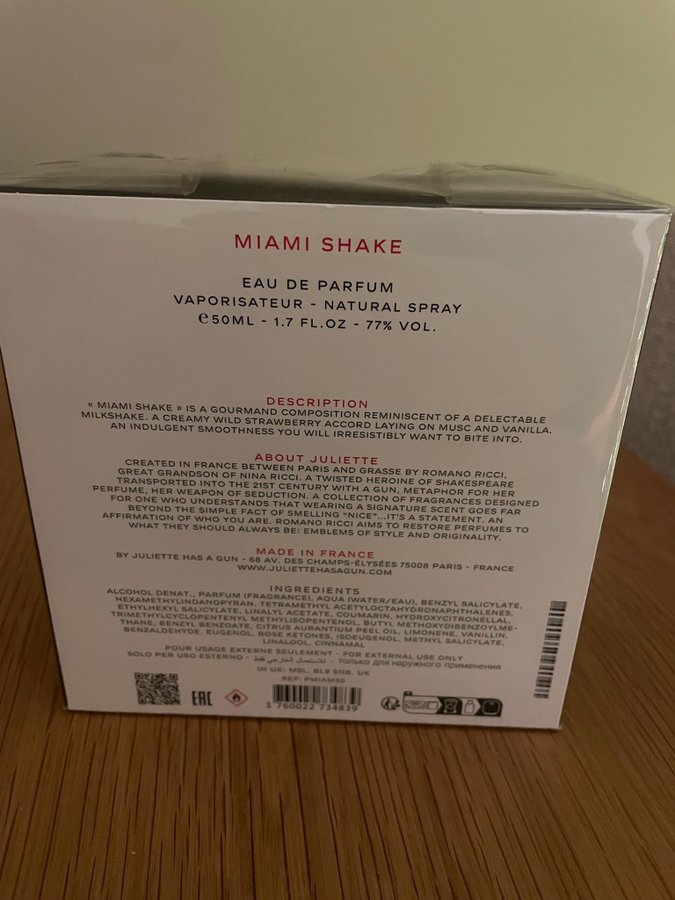 MIAMI SHAKE
EAU DE PARFUM
VAPORISATEUR - NATURAL SPRAY
℮50ML - 1.7 FL.OZ - 77% VOL.
DESCRIPTION
« MIAMI SHAKE » IS A GOURMAND COMPOSITION REMINISCENT OF A DELECTABLE
MILKSHAKE. A CREAMY WILD STRAWBERRY ACCORD LAYING ON MUSC AND VANILLA.
AN INDULGENT SMOOTHNESS YOU WILL IRRESISTIBLY WANT TO BITE INTO.
ABOUT JULIETTE
CREATED IN FRANCE BETWEEN PARIS AND GRASSE BY ROMANO RICCI,
GREAT GRANDSON OF NINA RICCI. A TWISTED HEROINE OF SHAKESPEARE
TRANSPORTED INTO THE 21ST CENTURY WITH A GUN, METAPHOR FOR HER
PERFUME, HER WEAPON OF SEDUCTION. A COLLECTION OF FRAGRANCES DESIGNED
FOR ONE WHO UNDERSTANDS THAT WEARING A SIGNATURE SCENT GOES FAR
BEYOND THE SIMPLE FACT OF SMELLING "NICE"...IT'S A STATEMENT. AN
AFFIRMATION OF WHO YOU ARE. ROMANO RICCI AIMS TO RESTORE PERFUMES TO
WHAT THEY SHOULD ALWAYS BE: EMBLEMS OF STYLE AND ORIGINALITY.
MADE IN FRANCE
BY JULIETTE HAS A GUN - 68 AV. DES CHAMPS-ÉLYSÉES 75008 PARIS - FRANCE
WWW.JULIETTEHASAGUN.COM
INGREDIENTS
ALCOHOL DENAT., PARFUM (FRAGRANCE), AQUA (WATER/EAU), BENZYL SALICYLATE,
HEXAMETHYLINDANOPYRAN, TETRAMETHYL ACETYLOCTAHYDRONAPHTHALENES,
ETHYLHEXYL SALICYLATE, LINALYL ACETATE, COUMARIN, HYDROXYCITRONELLAL,
TRIMETHYLCYCLOPENTENYL METHYLISOPENTENOL, BUTYL METHOXYDIBENZOYLME-
THANE, BENZYL BENZOATE, CITRUS AURANTIUM PEEL OIL, LIMONENE, VANILLIN,
BENZALDEHYDE, EUGENOL, ROSE KETONES, ISOEUGENOL, METHYL SALICYLATE,
LINALOOL, CINNAMAL
POUR USAGE EXTERNE SEULEMENT - FOR EXTERNAL USE ONLY
SOLO PER USO ESTERNO - للاستعمال الخارجي فقط - только для наружного применения
IN UK: MSL, BL9 5NB, UK
REF: PMIAM50
EAC
3 760022 734839